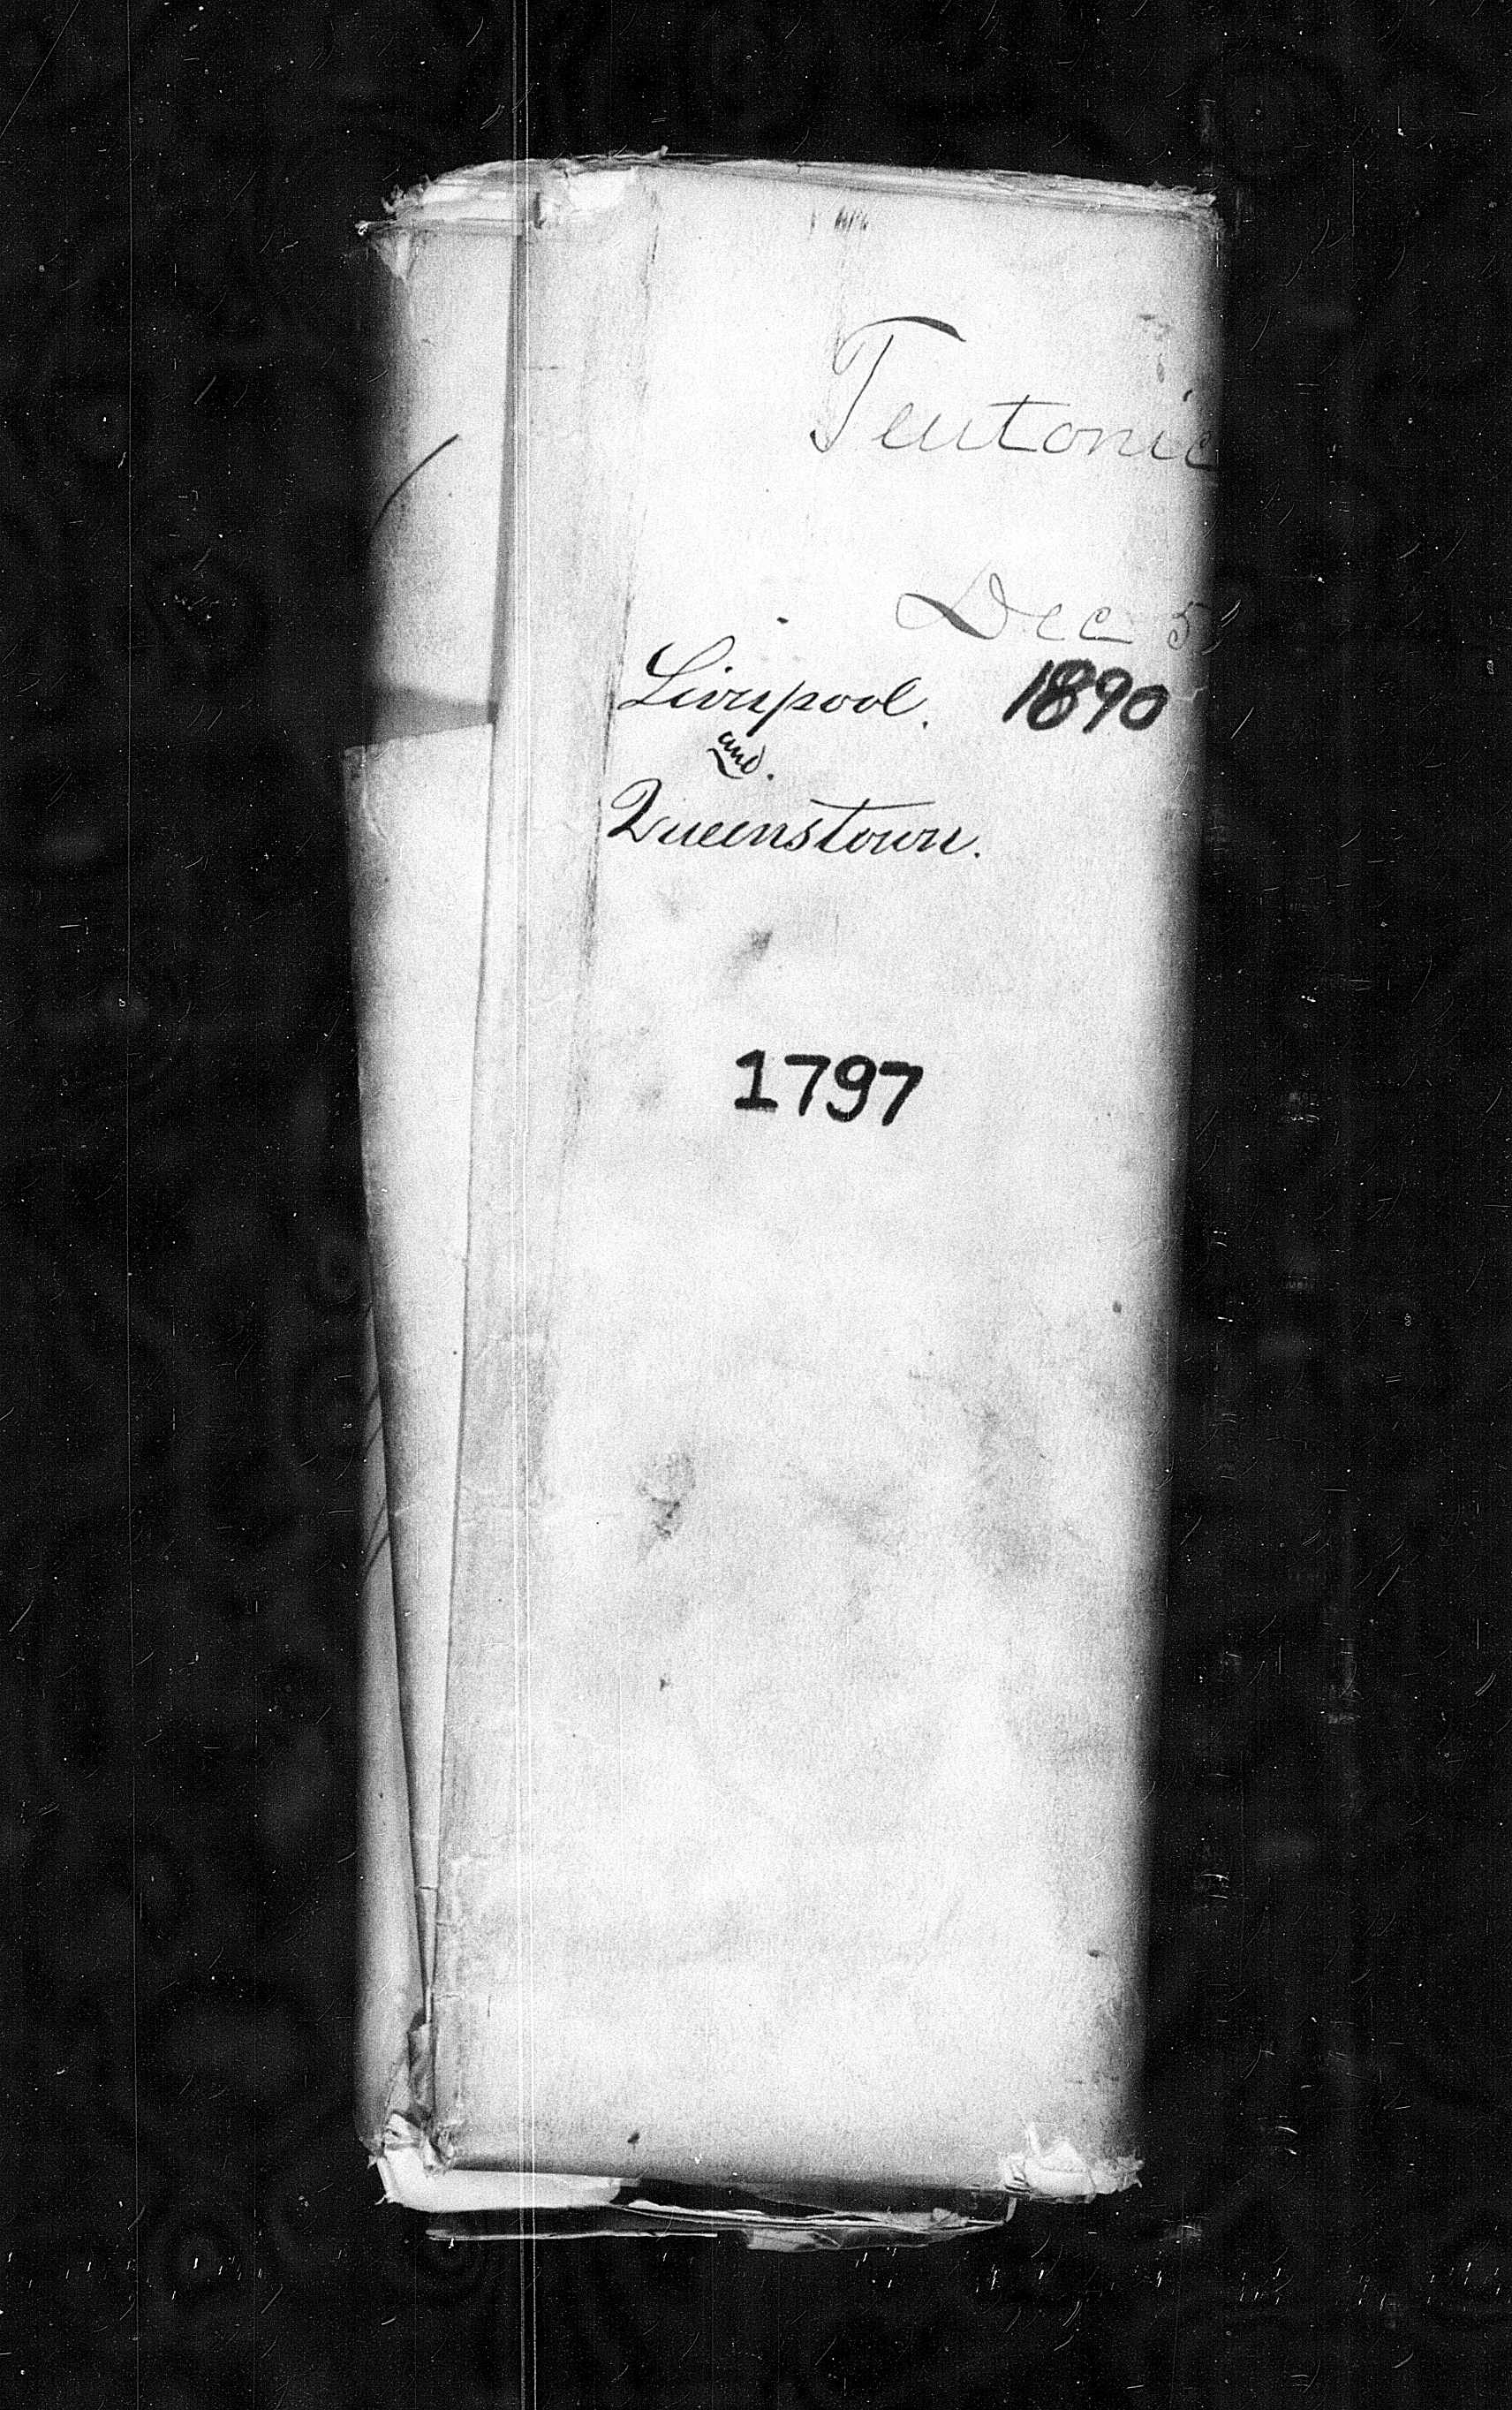 Teutonic
Dec 5,
Liverpool. 1890
and.
Queenstown.
1797